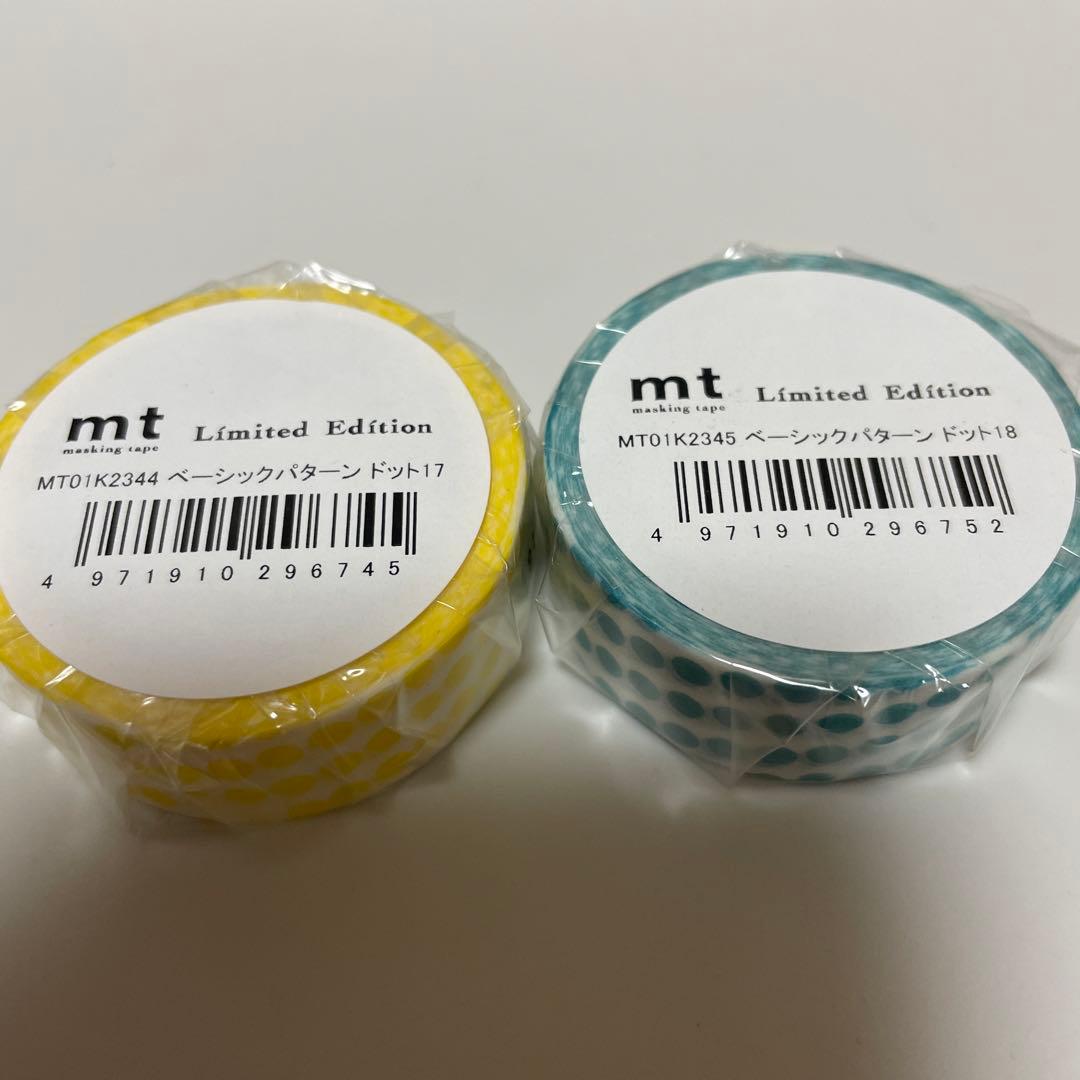 mt
masking tape
Limited Edition
MT01K2344 ベーシックパターン ドット17
4 971910 296745
mt
masking tape
Limited Edition
MT01K2345 ベーシックパターン ドット18
4 971910 296752